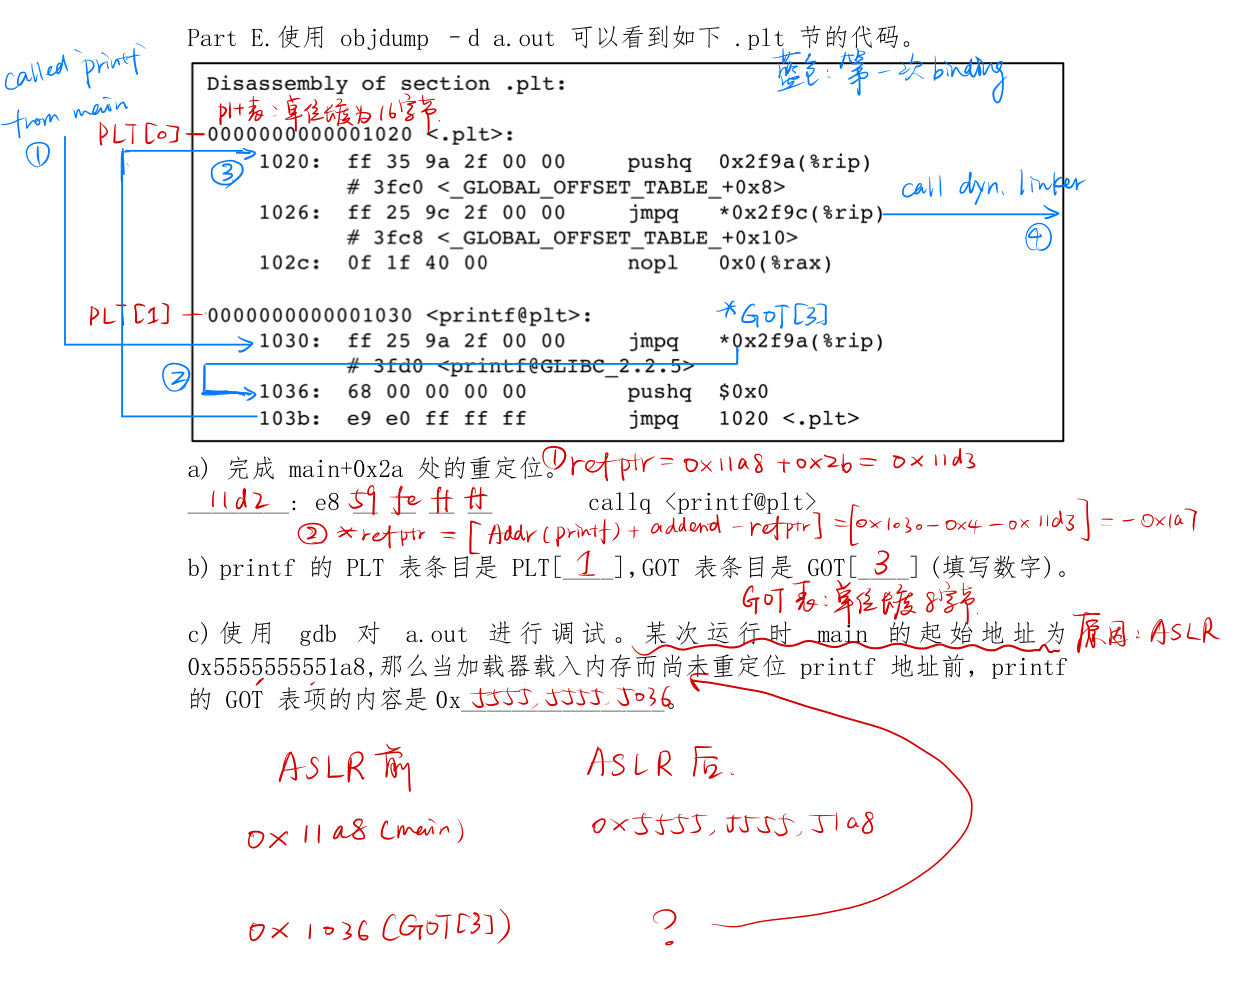 Part E.使用 objdump –d a.out 可以看到如下 .plt 节的代码。
called printf
from main
①
蓝色:第一次binding
Disassembly of section .plt:
plt表:单位长度为16字节
PLT[0]
0000000000001020 <.plt>:
③
1020: ff 35 9a 2f 00 00 pushq 0x2f9a(%rip)
# 3fc0 <_GLOBAL_OFFSET_TABLE_+0x8>
call dyn. linker
1026: ff 25 9c 2f 00 00 jmpq *0x2f9c(%rip)
④
# 3fc8 <_GLOBAL_OFFSET_TABLE_+0x10>
102c: 0f 1f 40 00 nopl 0x0(%rax)
PLT[1]
0000000000001030 <printf@plt>:
*GOT[3]
1030: ff 25 9a 2f 00 00 jmpq *0x2f9a(%rip)
# 3fd0 <printf@GLIBC_2.2.5>
②
1036: 68 00 00 00 00 pushq $0x0
103b: e9 e0 ff ff ff jmpq 1020 <.plt>
a) 完成 main+0x2a 处的重定位。①refptr = 0x11a8 + 0x2b = 0x11d3
11d2: e8 59 fe ff ff callq <printf@plt>
② *refptr = [Addr(printf) + addend - refptr] = [0x1030-0x4-0x11d3] = -0x1a7
b) printf 的 PLT 表条目是 PLT[1],GOT 表条目是 GOT[3](填写数字)。
GOT表:单位长度8字节
c) 使用 gdb 对 a.out 进行调试。某次运行时 main 的起始地址为 原因:ASLR
0x5555555551a8,那么当加载器载入内存而尚未重定位 printf 地址前, printf
的 GOT 表项的内容是0x 5555,5555,5036。
ASLR前 ASLR后.
0x11a8(main) 0x5555,5555,51a8
0x1036(GOT[3]) ?